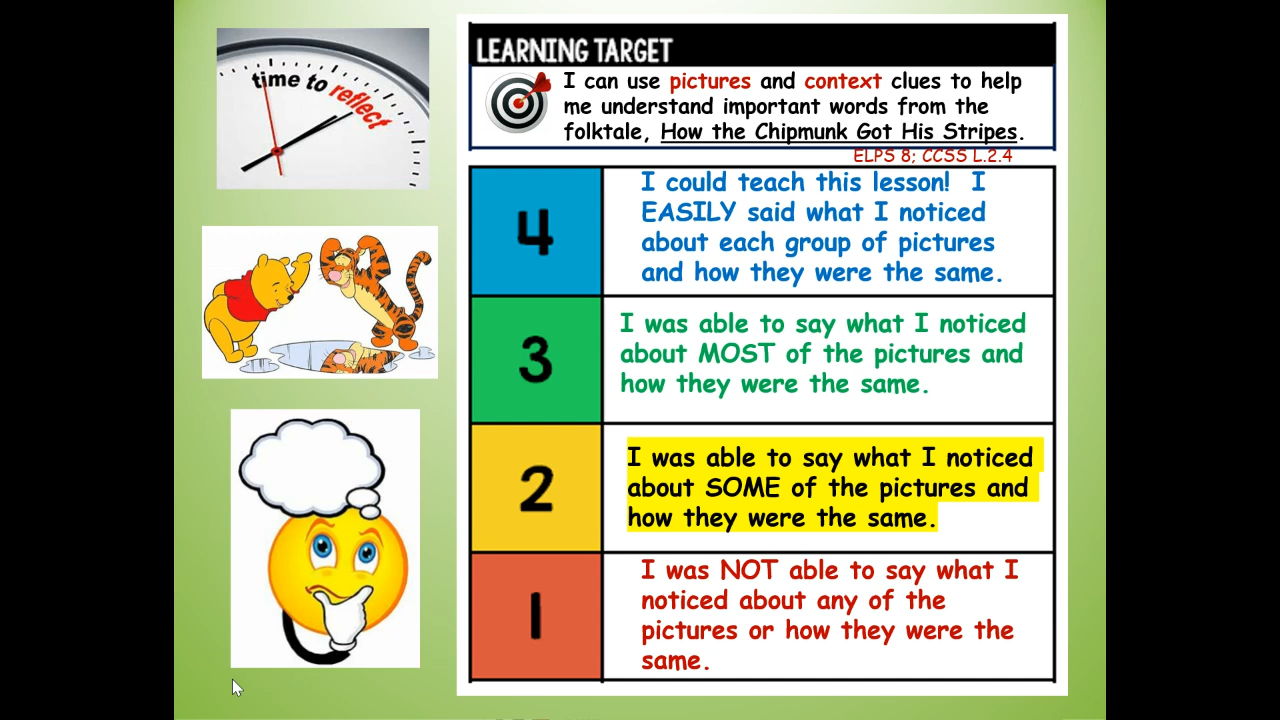 time to reflect
LEARNING TARGET
I can use pictures and context clues to help
me understand important words from the
folktale, How the Chipmunk Got His Stripes.
ELPS 8; CCSS L.2.4
4
I could teach this lesson! I
EASILY said what I noticed
about each group of pictures
and how they were the same.
3
I was able to say what I noticed
about MOST of the pictures and
how they were the same.
2
I was able to say what I noticed
about SOME of the pictures and
how they were the same.
1
I was NOT able to say what I
noticed about any of the
pictures or how they were the
same.